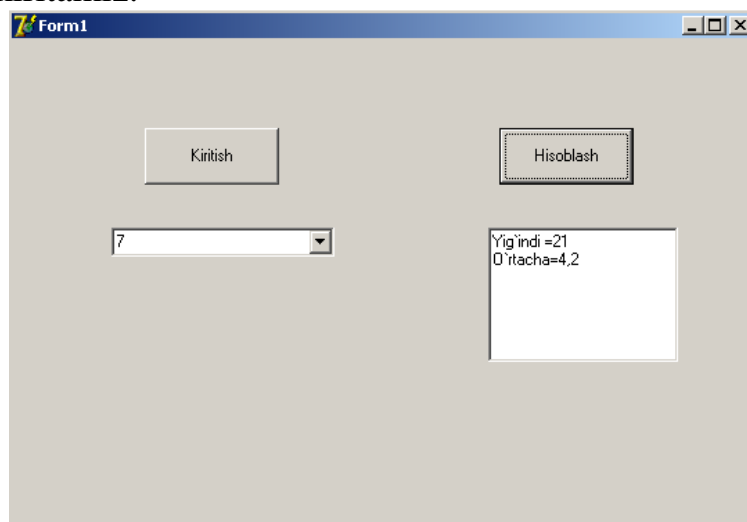 Form1
Kiritish
Hisoblash
7
Yig`indi =21
O`rtacha=4,2